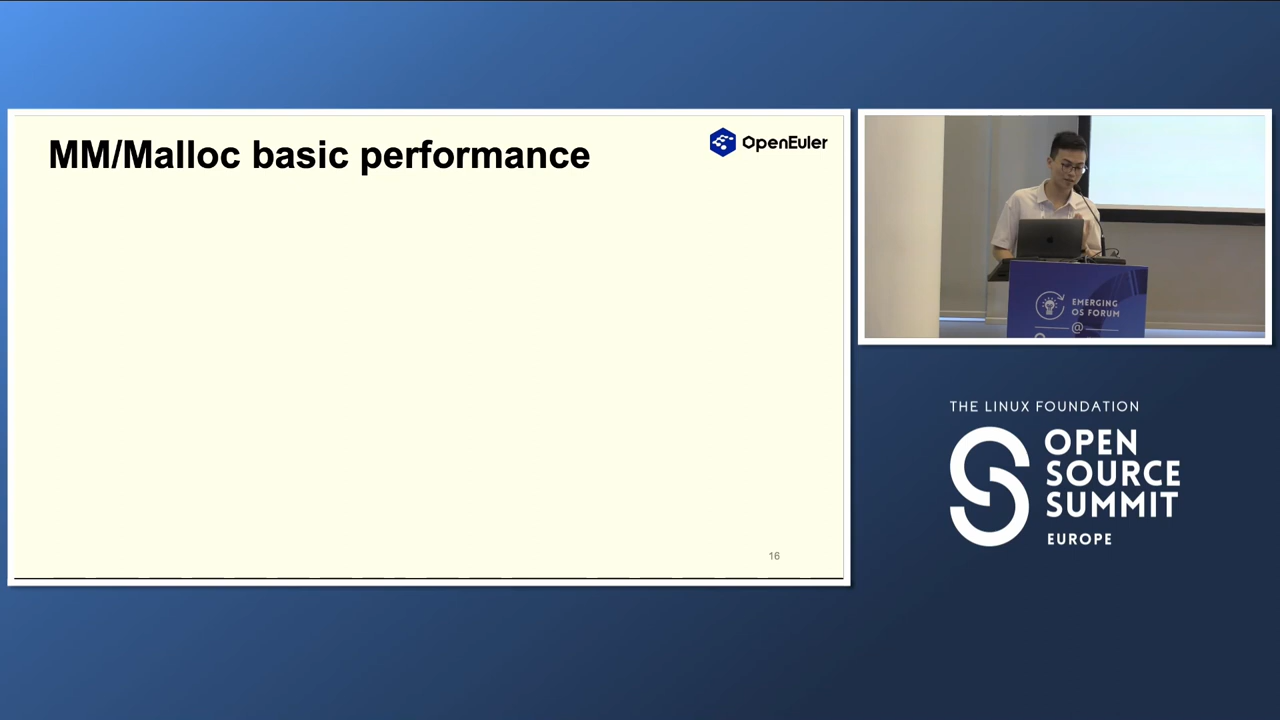 MM/Malloc basic performance
OpenEuler
16
EMERGING
OS FORUM
@
THE LINUX FOUNDATION
OPEN
SOURCE
SUMMIT
EUROPE